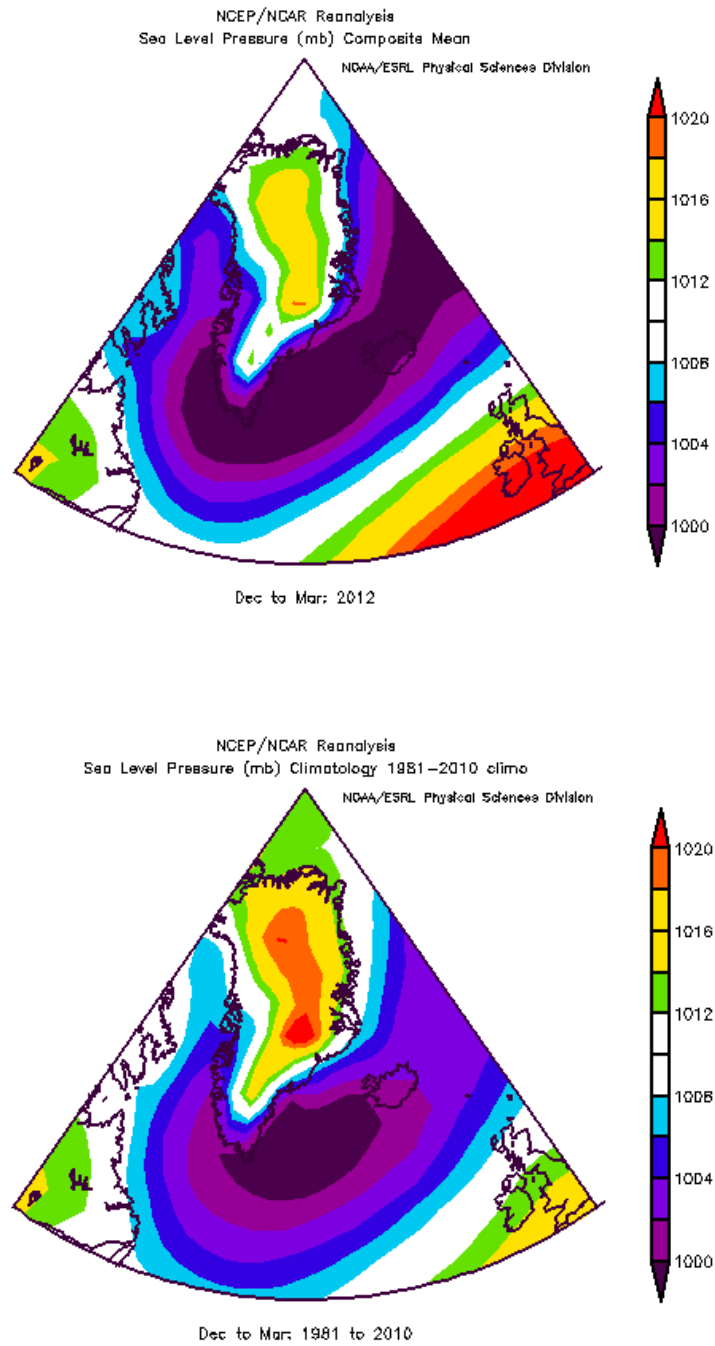 NCEP/NCAR Reanalysis
Sea Level Pressure (mb) Composite Mean
NOAA/ESRL Physical Sciences Division
1020
1016
1012
1008
1004
1000
Dec to Mar: 2012
NCEP/NCAR Reanalysis
Sea Level Pressure (mb) Climatology 1981-2010 climo
NOAA/ESRL Physical Sciences Division
1020
1016
1012
1008
1004
1000
Dec to Mar: 1981 to 2010